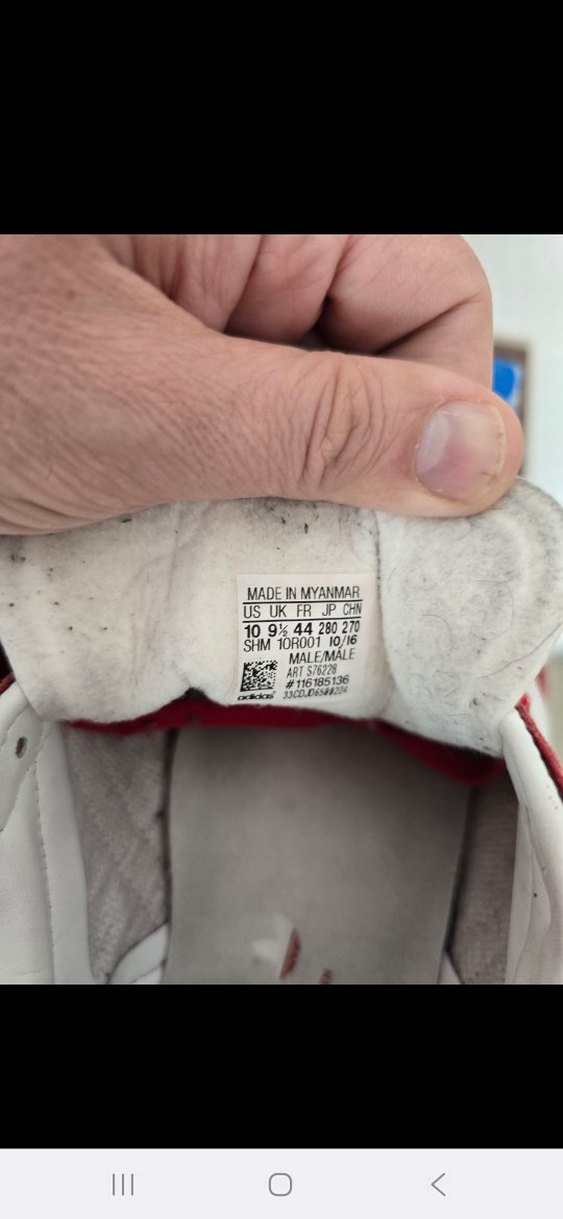 MADE IN MYANMAR
US UK FR JP CHN
10 9½ 44 280 270
SHM 10R001 10/16
MALE/MÁLE
ART S76228
#116185136
adidas